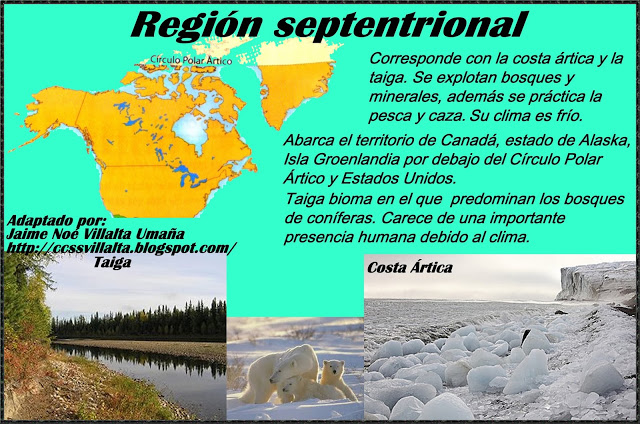 Región septentrional
Círculo Polar Ártico
Corresponde con la costa ártica y la
taiga. Se explotan bosques y
minerales, además se práctica la
pesca y caza. Su clima es frío.
Abarca el territorio de Canadá, estado de Alaska,
Isla Groenlandia por debajo del Círculo Polar
Ártico y Estados Unidos.
Taiga bioma en el que predominan los bosques
de coníferas. Carece de una importante
presencia humana debido al clima.
Adaptado por:
Jaime Noé Villalta Umaña
http://ccssvillalta.blogspot.com/
Taiga
Costa Ártica